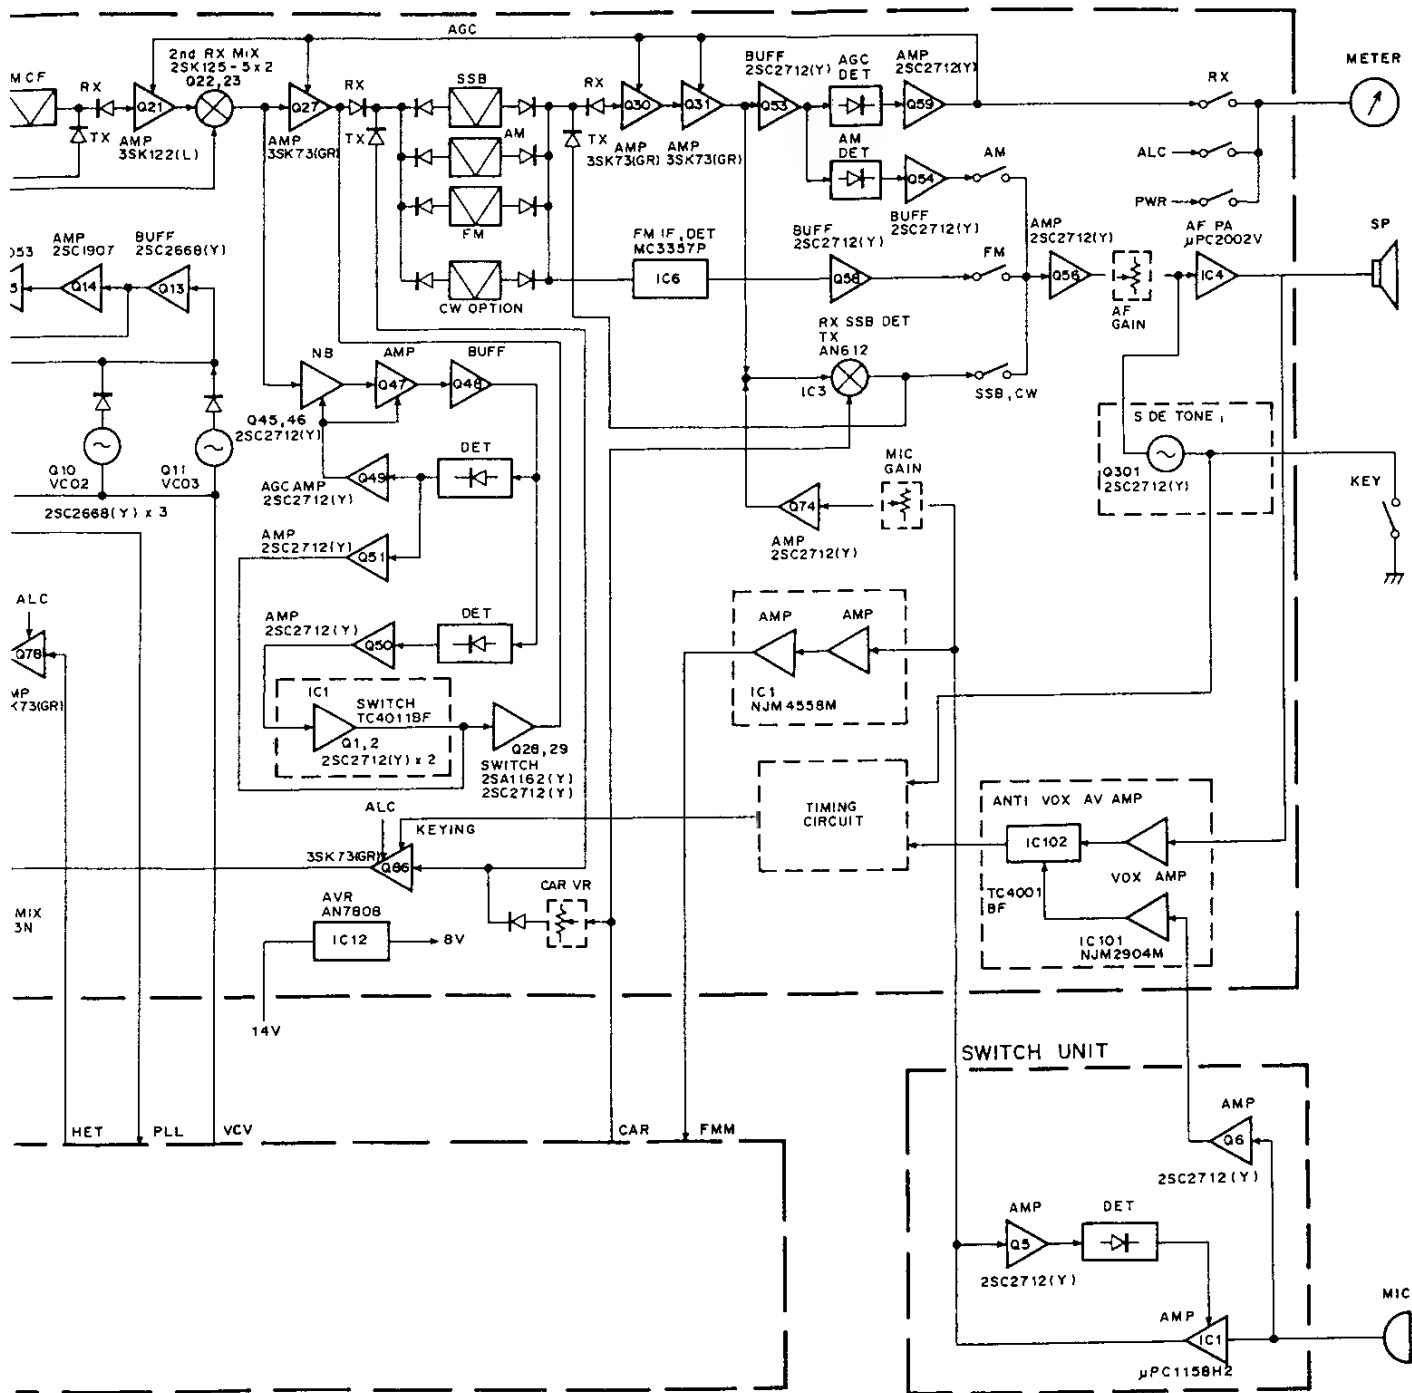 AGC
METER
2nd RX MIX
2SK125-5x2
Q22,23
MCF
RX
TX
Q21
AMP
3SK122(L)
Q27
AMP
3SK73(GR)
RX
TX
SSB
AM
FM
CW OPTION
RX
TX
Q30
AMP
3SK73(GR)
Q31
AMP
3SK73(GR)
BUFF
2SC2712(Y)
Q53
AGC
DET
AMP
2SC2712(Y)
Q59
AM
DET
Q54
BUFF
2SC2712(Y)
AM
RX
ALC
PWR
AF PA
µPC2002V
IC4
SP
AMP
2SC1907
Q14
BUFF
2SC2668(Y)
Q13
FM IF, DET
MC3357P
IC6
BUFF
2SC2712(Y)
Q58
FM
AMP
2SC2712(Y)
Q56
AF
GAIN
RX SSB DET
TX
AN612
IC3
SSB, CW
NB
AMP
BUFF
Q47
Q48
Q45,46
2SC2712(Y)
Q10
VCO2
Q11
VCO3
2SC2668(Y) x 3
DET
Q49
AGC AMP
2SC2712(Y)
AMP
2SC2712(Y)
Q51
MIC
GAIN
Q74
AMP
2SC2712(Y)
S DE TONE
Q301
2SC2712(Y)
KEY
ALC
Q78
MP
K73(GR)
AMP
2SC2712(Y)
Q50
DET
IC1
SWITCH
TC4011BF
Q1,2
2SC2712(Y) x 2
Q28,29
SWITCH
2SA1162(Y)
2SC2712(Y)
AMP
AMP
IC1
NJM4558M
TIMING
CIRCUIT
ALC
KEYING
3SK73(GR)
Q86
CAR VR
AVR
AN7808
IC12
8V
14V
MIX
3N
ANTI VOX AV AMP
IC102
TC4001
BF
VOX AMP
IC101
NJM2904M
HET
PLL
VCV
CAR
FMM
SWITCH UNIT
AMP
Q6
2SC2712(Y)
AMP
Q5
2SC2712(Y)
DET
AMP
IC1
µPC1158H2
MIC